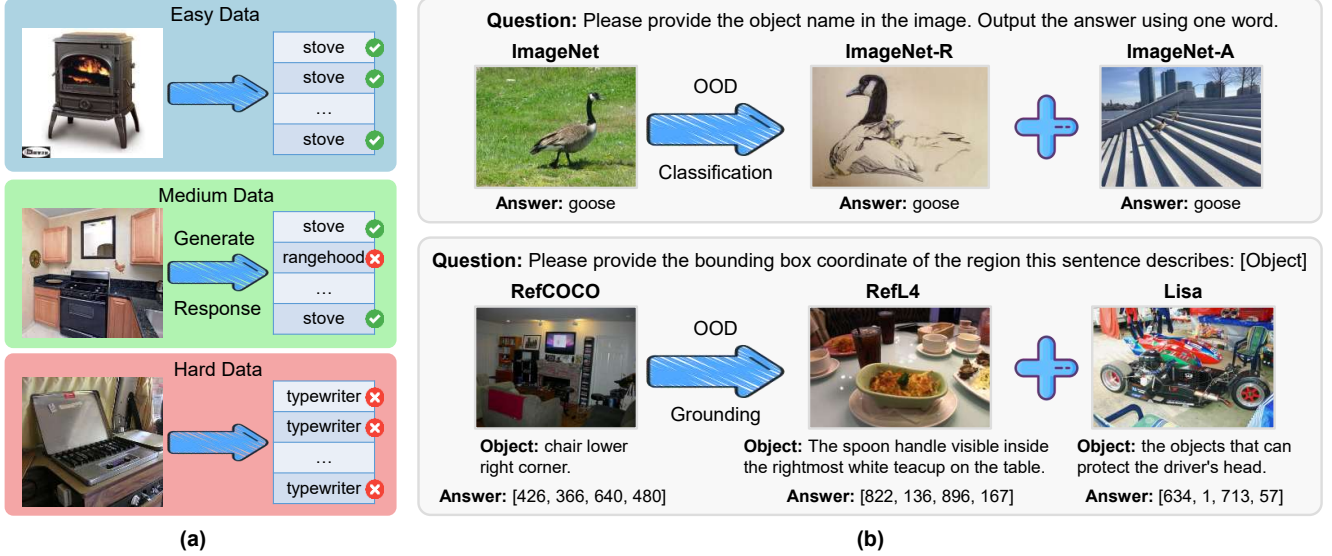 Easy Data
stove
stove
...
stove
Medium Data
Generate
Response
stove
rangehood
...
stove
Hard Data
typewriter
typewriter
...
typewriter
(a)
Question: Please provide the object name in the image. Output the answer using one word.
ImageNet
ImageNet-R
ImageNet-A
OOD
Classification
Answer: goose
Answer: goose
Answer: goose
Question: Please provide the bounding box coordinate of the region this sentence describes: [Object]
RefCOCO
RefL4
Lisa
OOD
Grounding
Object: chair lower
right corner.
Answer: [426, 366, 640, 480]
Object: The spoon handle visible inside
the rightmost white teacup on the table.
Answer: [822, 136, 896, 167]
Object: the objects that can
protect the driver's head.
Answer: [634, 1, 713, 57]
(b)